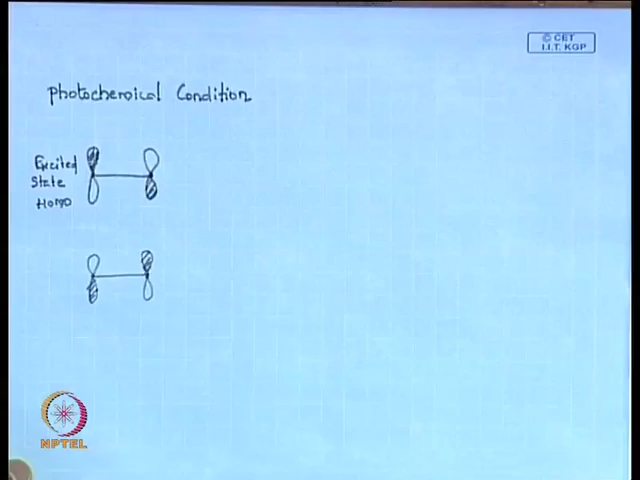 © CET
I.I.T. KGP
Photochemical Condition
Excited
State
HOMO
NPTEL